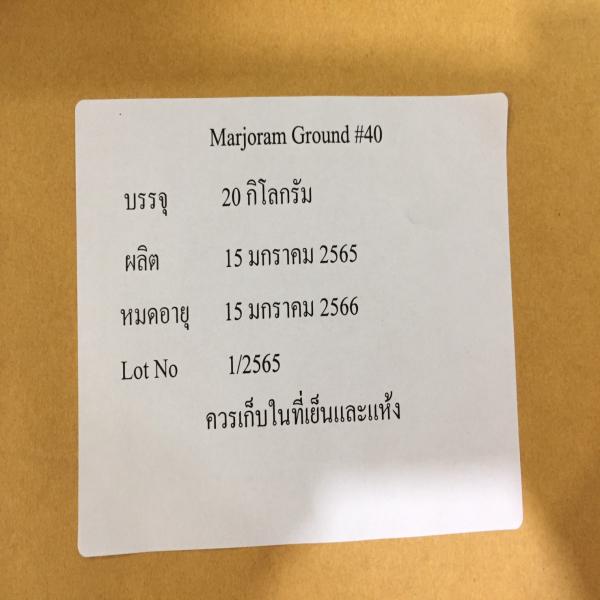 Marjoram Ground #40
บรรจุ 20 กิโลกรัม
ผลิต 15 มกราคม 2565
หมดอายุ 15 มกราคม 2566
Lot No 1/2565
ควรเก็บในที่เย็นและแห้ง